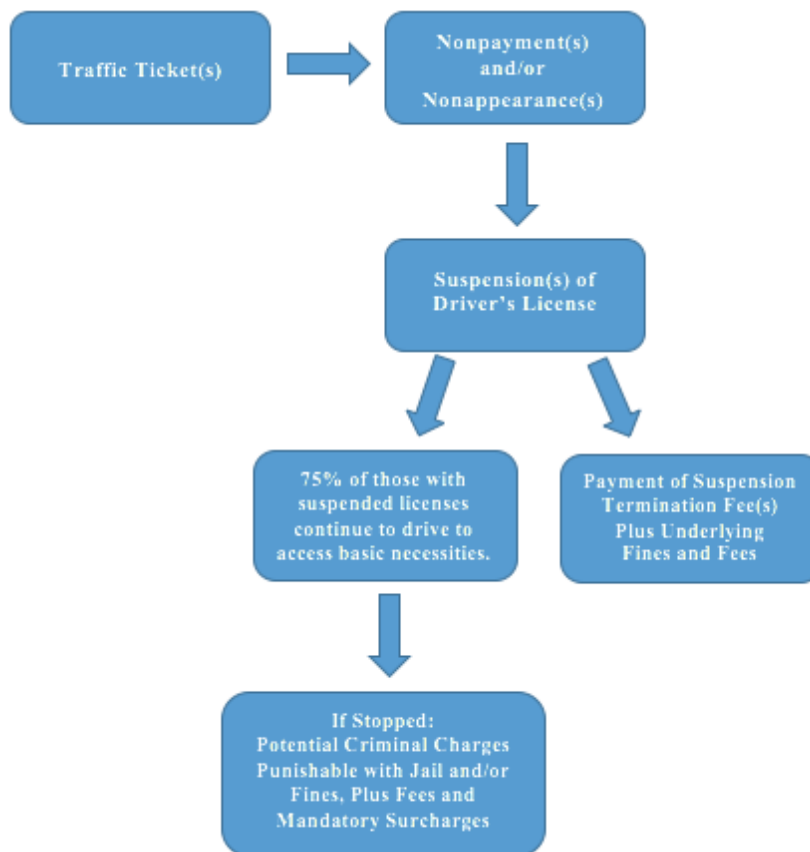 Traffic Ticket(s)
Nonpayment(s)
and/or
Nonappearance(s)
Suspension(s) of
Driver's License
75% of those with
suspended licenses
continue to drive to
access basic necessities.
Payment of Suspension
Termination Fee(s)
Plus Underlying
Fines and Fees
If Stopped:
Potential Criminal Charges
Punishable with Jail and/or
Fines, Plus Fees and
Mandatory Surcharges